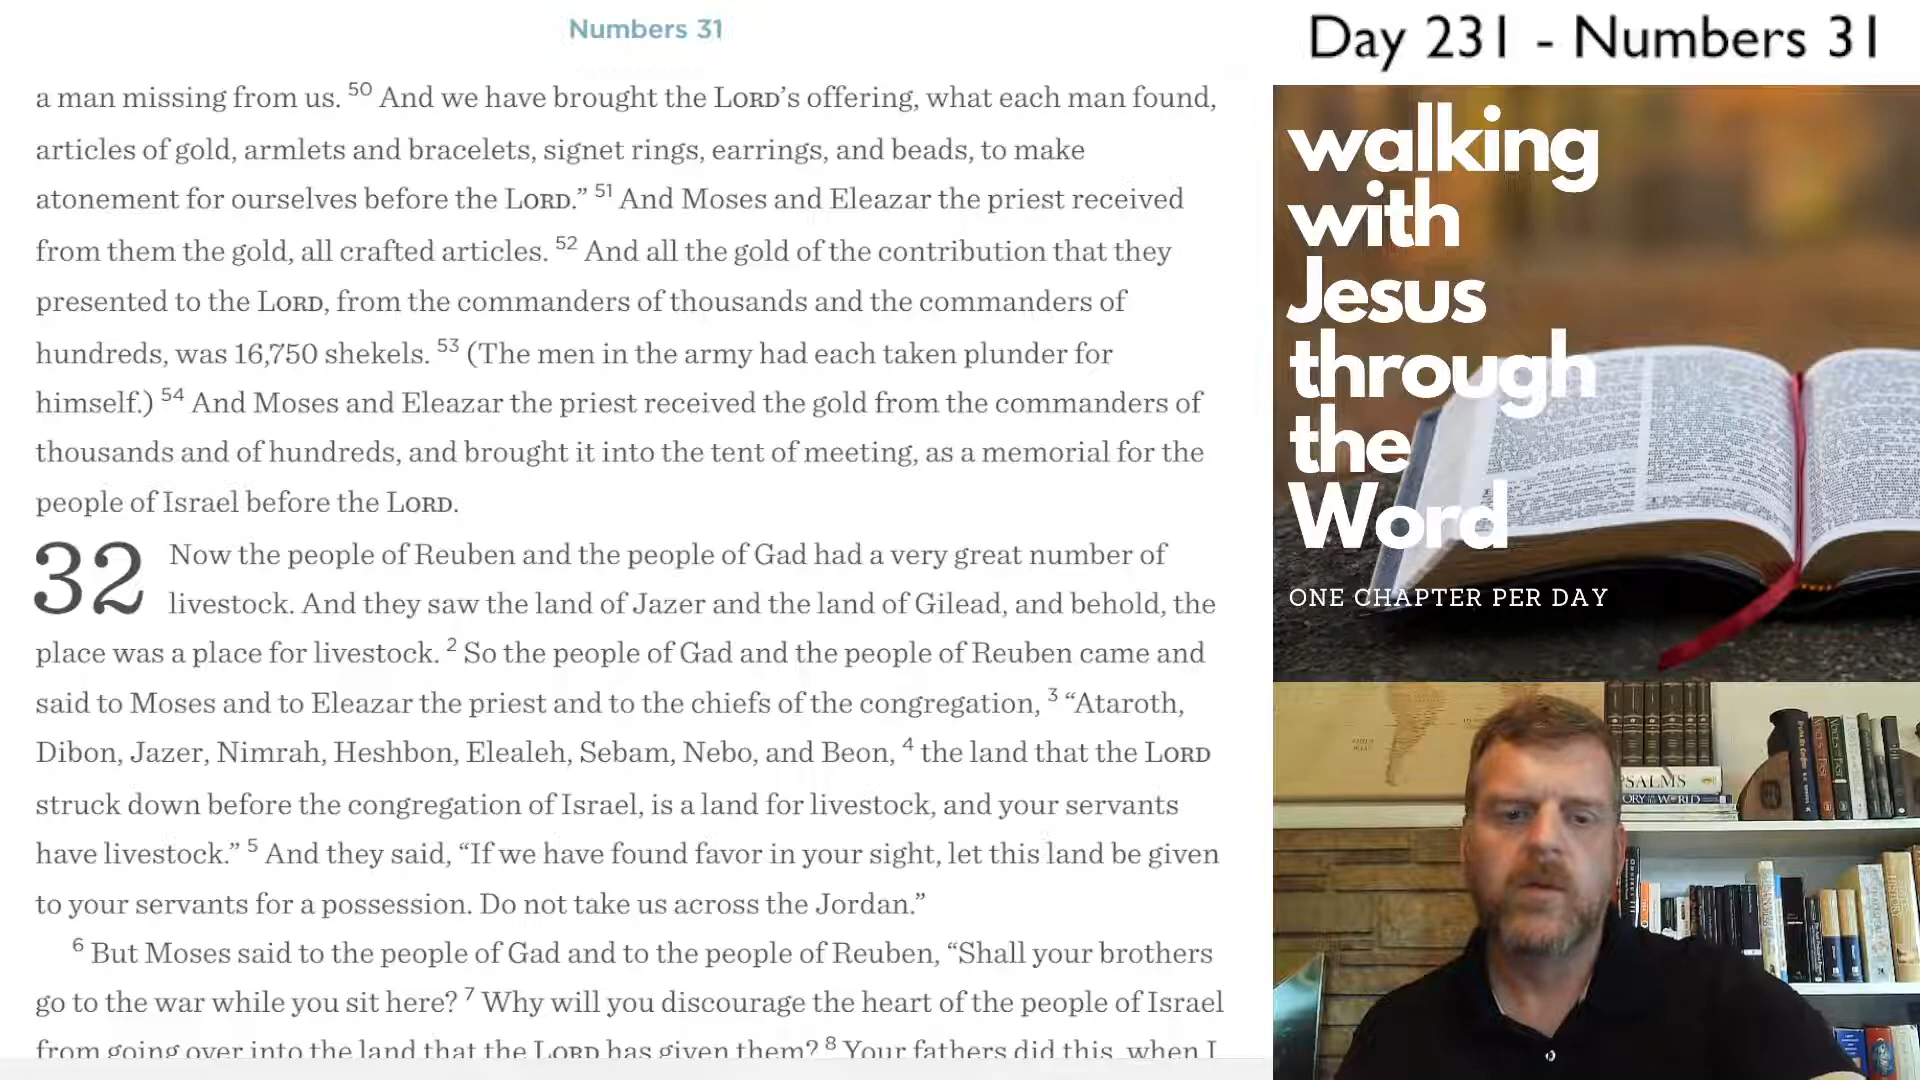 Numbers 31
a man missing from us. 50 And we have brought the LORD’s offering, what each man found,
articles of gold, armlets and bracelets, signet rings, earrings, and beads, to make
atonement for ourselves before the LORD.” 51 And Moses and Eleazar the priest received
from them the gold, all crafted articles. 52 And all the gold of the contribution that they
presented to the LORD, from the commanders of thousands and the commanders of
hundreds, was 16,750 shekels. 53 (The men in the army had each taken plunder for
himself.) 54 And Moses and Eleazar the priest received the gold from the commanders of
thousands and of hundreds, and brought it into the tent of meeting, as a memorial for the
people of Israel before the LORD.
32 Now the people of Reuben and the people of Gad had a very great number of
livestock. And they saw the land of Jazer and the land of Gilead, and behold, the
place was a place for livestock. 2 So the people of Gad and the people of Reuben came and
said to Moses and to Eleazar the priest and to the chiefs of the congregation, 3 “Ataroth,
Dibon, Jazer, Nimrah, Heshbon, Elealeh, Sebam, Nebo, and Beon, 4 the land that the LORD
struck down before the congregation of Israel, is a land for livestock, and your servants
have livestock.” 5 And they said, “If we have found favor in your sight, let this land be given
to your servants for a possession. Do not take us across the Jordan.”
6 But Moses said to the people of Gad and to the people of Reuben, “Shall your brothers
go to the war while you sit here? 7 Why will you discourage the heart of the people of Israel
from going over into the land that the LORD has given them? 8 Your fathers did this, when I
Day 231 - Numbers 31
walking
with
Jesus
through
the
Word
ONE CHAPTER PER DAY
PSALMS